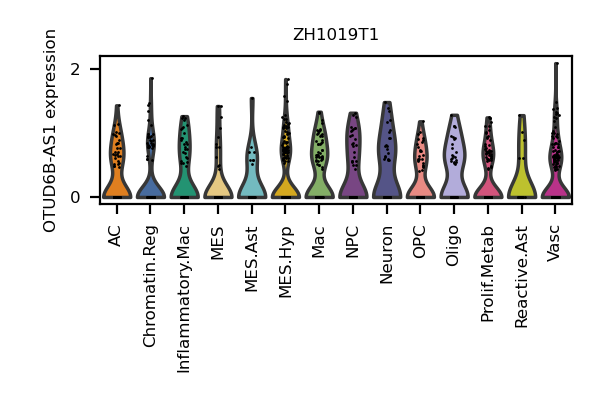 ZH1019T1
OTUD6B-AS1 expression
2
0
AC
Chromatin.Reg
Inflammatory.Mac
MES
MES.Ast
MES.Hyp
Mac
NPC
Neuron
OPC
Oligo
Prolif.Metab
Reactive.Ast
Vasc